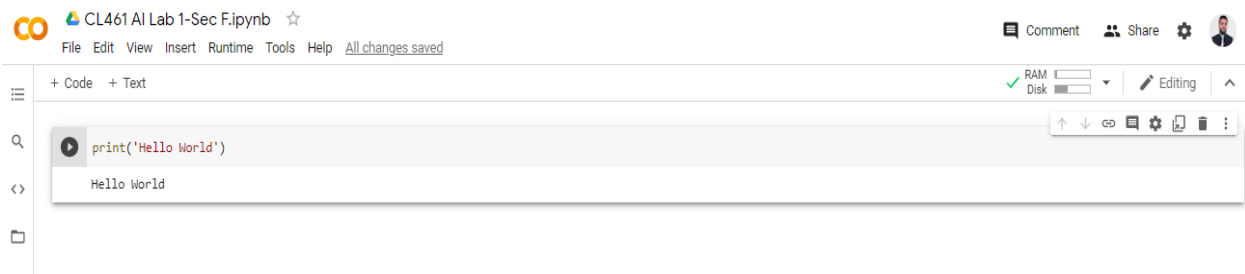 CL461 AI Lab 1-Sec F.ipynb
File Edit View Insert Runtime Tools Help All changes saved
Comment Share
+ Code + Text
RAM
Disk
Editing
print('Hello World')
Hello World